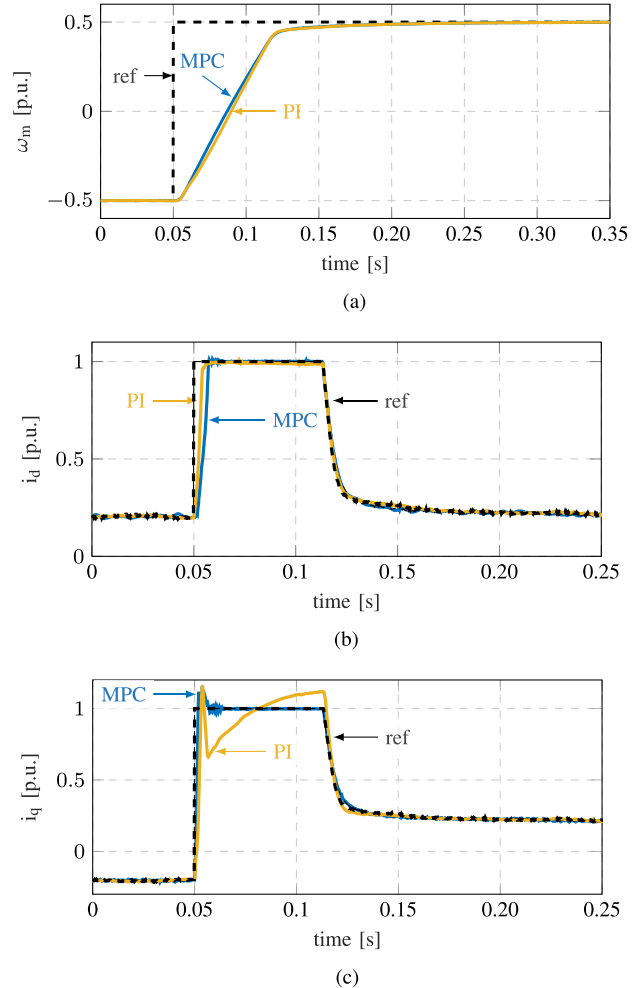 0.5
MPC
ref
0
PI
−0.5
ω_m [p.u.]
0 0.05 0.1 0.15 0.20 0.25 0.30 0.35
time [s]
(a)
1
PI
ref
MPC
0.5
0
i_d [p.u.]
0 0.05 0.1 0.15 0.20 0.25
time [s]
(b)
MPC
1
ref
PI
0.5
0
i_q [p.u.]
0 0.05 0.1 0.15 0.20 0.25
time [s]
(c)